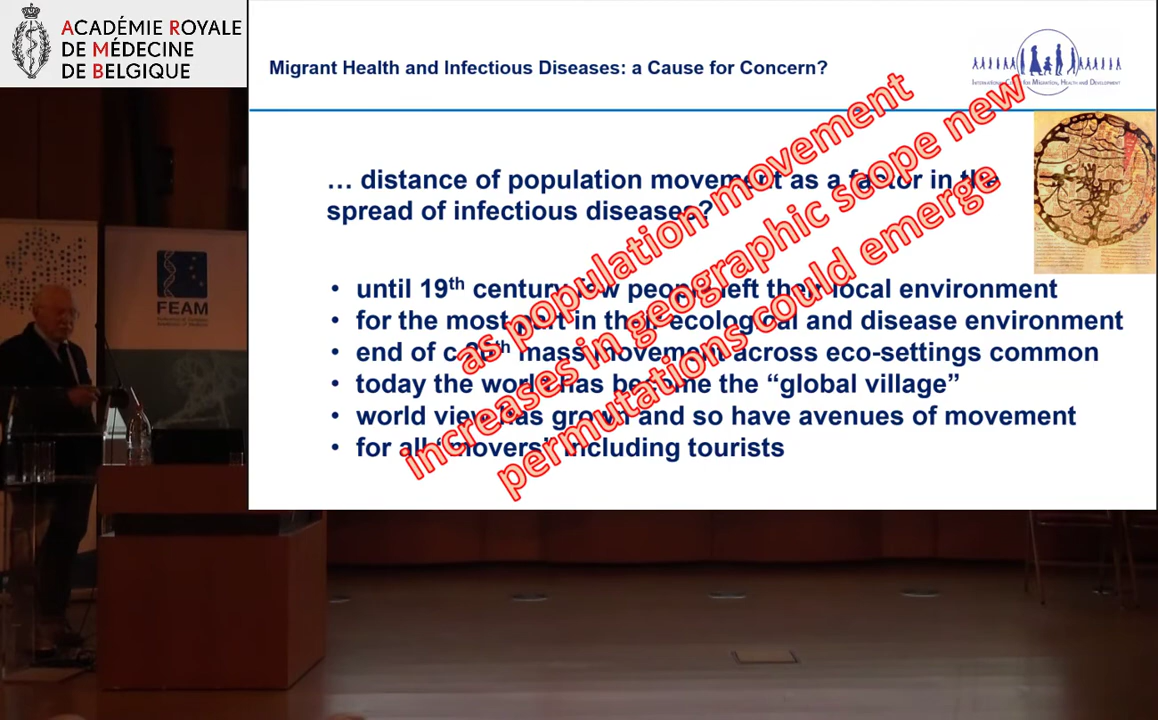 ACADÉMIE ROYALE
DE MÉDECINE
DE BELGIQUE
Migrant Health and Infectious Diseases: a Cause for Concern?
… distance of population movement as a factor in the
spread of infectious diseases?
• until 19th century few people left their local environment
• for the most part in their ecological and disease environment
• end of c 20th mass movement across eco-settings common
• today the world has become the “global village”
• world view has grown and so have avenues of movement
• for all ‘movers’ including tourists
as population movement
increases in geographic scope new
permutations could emerge
FEAM